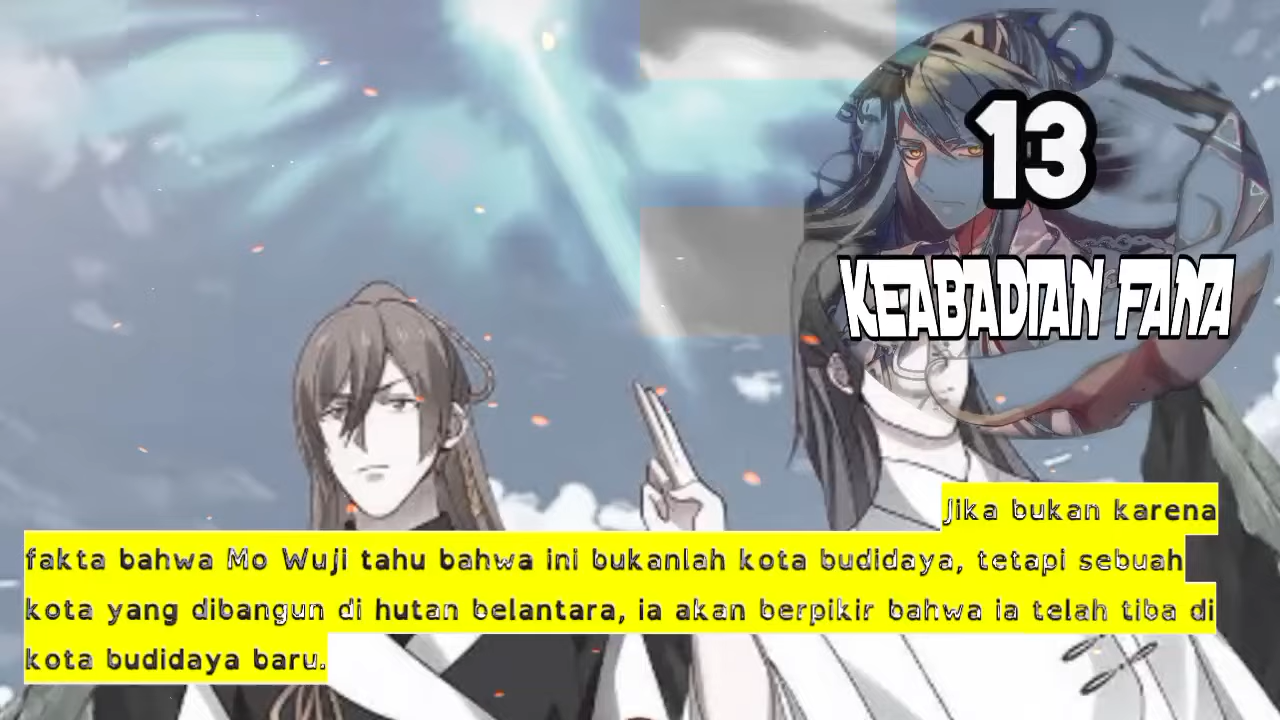 13
KEABADIAN FANA
Jika bukan karena
fakta bahwa Mo Wuji tahu bahwa ini bukanlah kota budidaya, tetapi sebuah
kota yang dibangun di hutan belantara, ia akan berpikir bahwa ia telah tiba di
kota budidaya baru.